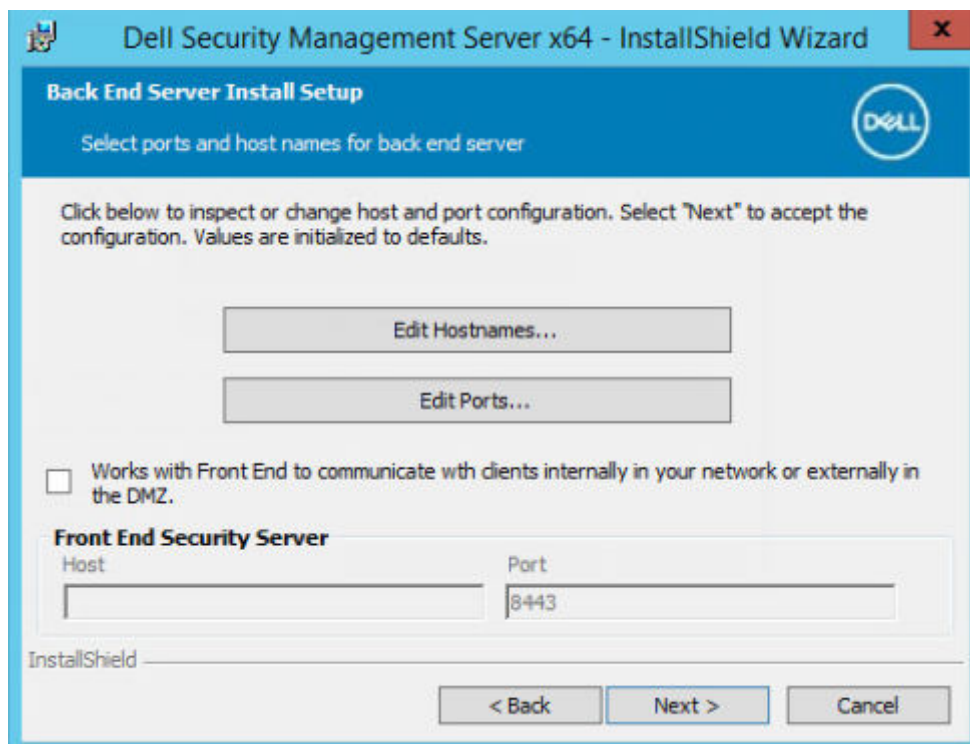 Dell Security Management Server x64 - InstallShield Wizard
x
Back End Server Install Setup
DELL
Select ports and host names for back end server
Click below to inspect or change host and port configuration. Select "Next" to accept the
configuration. Values are initialized to defaults.
Edit Hostnames...
Edit Ports...
Works with Front End to communicate wth clients internally in your network or externally in
the DMZ.
Front End Security Server
Host Port
8443
InstallShield
< Back Next > Cancel